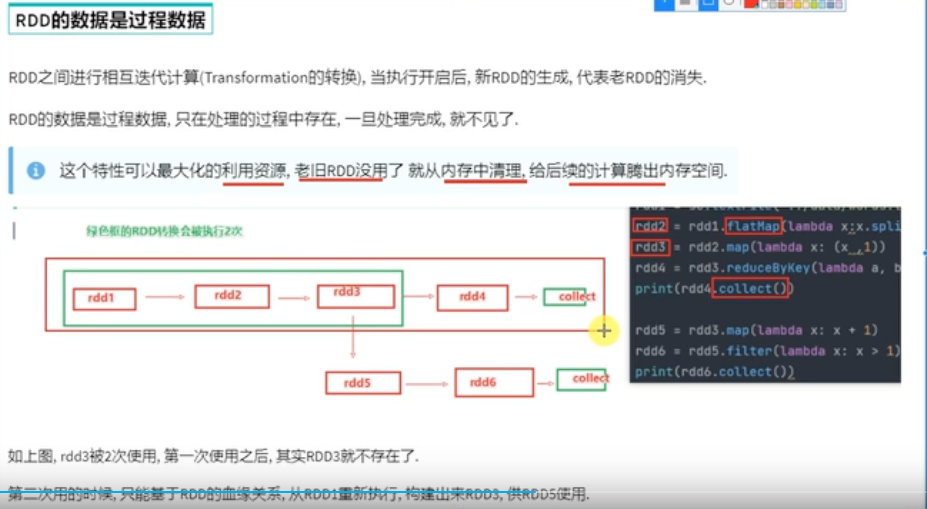 RDD的数据是过程数据
RDD之间进行相互迭代计算(Transformation的转换), 当执行开启后, 新RDD的生成, 代表老RDD的消失.
RDD的数据是过程数据, 只在处理的过程中存在, 一旦处理完成, 就不见了.
这个特性可以最大化的利用资源, 老旧RDD没用了 就从内存中清理, 给后续的计算腾出内存空间.
绿色框的RDD转换会被执行2次
rdd1
rdd2
rdd3
rdd4
collect
rdd5
rdd6
collect
rdd2 = rdd1.flatMap(lambda x:x.spli
rdd3 = rdd2.map(lambda x: (x ,1))
rdd4 = rdd3.reduceByKey(lambda a, b
print(rdd4.collect())
rdd5 = rdd3.map(lambda x: x + 1)
rdd6 = rdd5.filter(lambda x: x > 1)
print(rdd6.collect())
如上图, rdd3被2次使用, 第一次使用之后, 其实RDD3就不存在了.
第二次用的时候, 只能基于RDD的血缘关系, 从RDD1重新执行, 构建出来RDD3, 供RDD5使用.